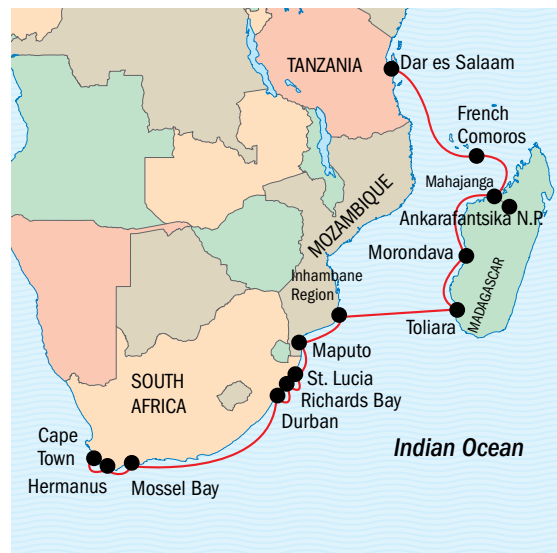 TANZANIA
Dar es Salaam
French
Comoros
Mahajanga
Ankarafantsika N.P.
MOZAMBIQUE
Morondava
MADAGASCAR
Inhambane
Region
Toliara
Maputo
St. Lucia
Richards Bay
Durban
SOUTH
AFRICA
Cape
Town
Hermanus
Mossel Bay
Indian Ocean